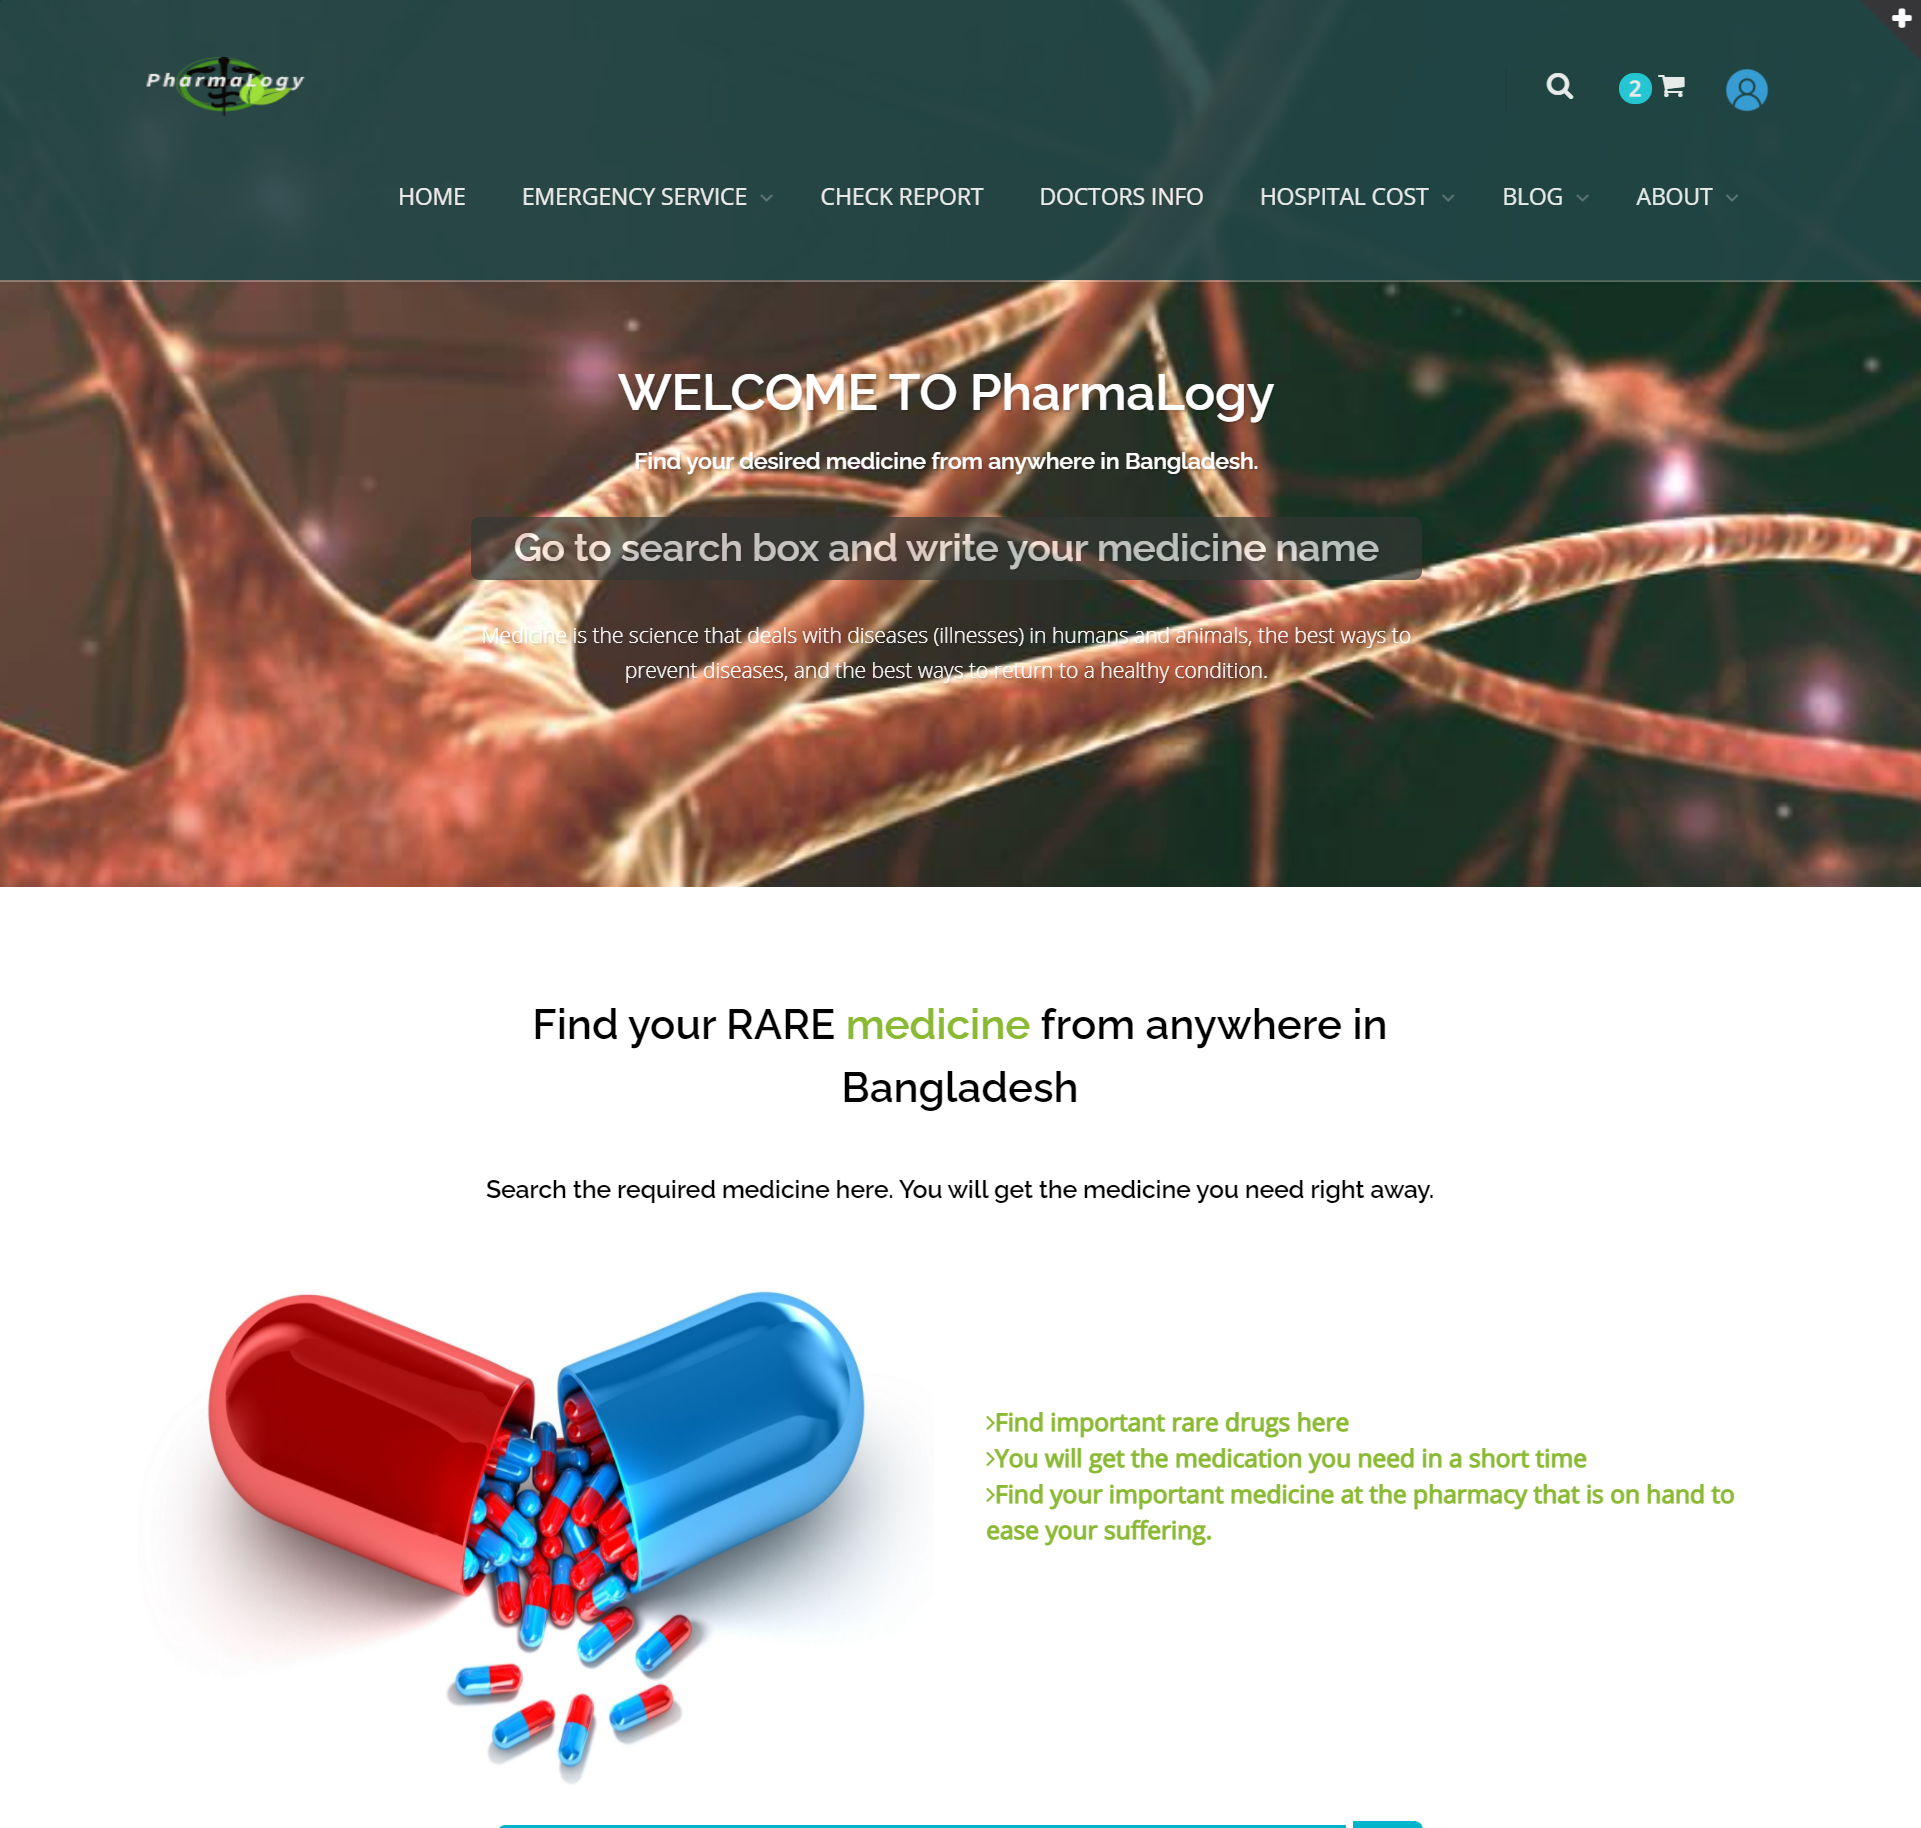 PharmaLogy
2
HOME EMERGENCY SERVICE CHECK REPORT DOCTORS INFO HOSPITAL COST BLOG ABOUT
WELCOME TO PharmaLogy
Find your desired medicine from anywhere in Bangladesh.
Go to search box and write your medicine name
Medicine is the science that deals with diseases (illnesses) in humans and animals, the best ways to
prevent diseases, and the best ways to return to a healthy condition.
Find your RARE medicine from anywhere in
Bangladesh
Search the required medicine here. You will get the medicine you need right away.
Find important rare drugs here
You will get the medication you need in a short time
Find your important medicine at the pharmacy that is on hand to
ease your suffering.